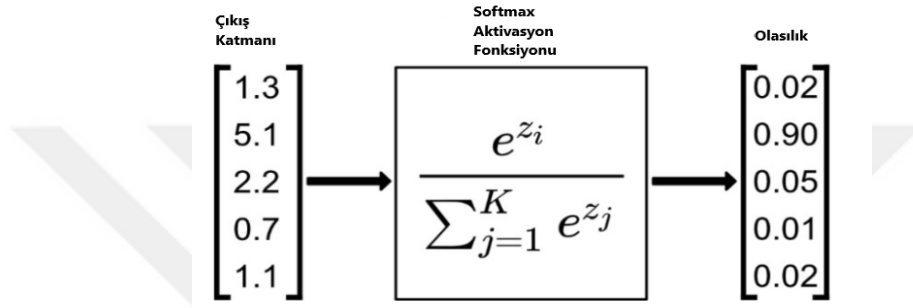 Çıkış
Katmanı
Softmax
Aktivasyon
Fonksiyonu
Olasılık
1.3
5.1
2.2
0.7
1.1
e^{z_i}
\sum_{j=1}^{K} e^{z_j}
0.02
0.90
0.05
0.01
0.02